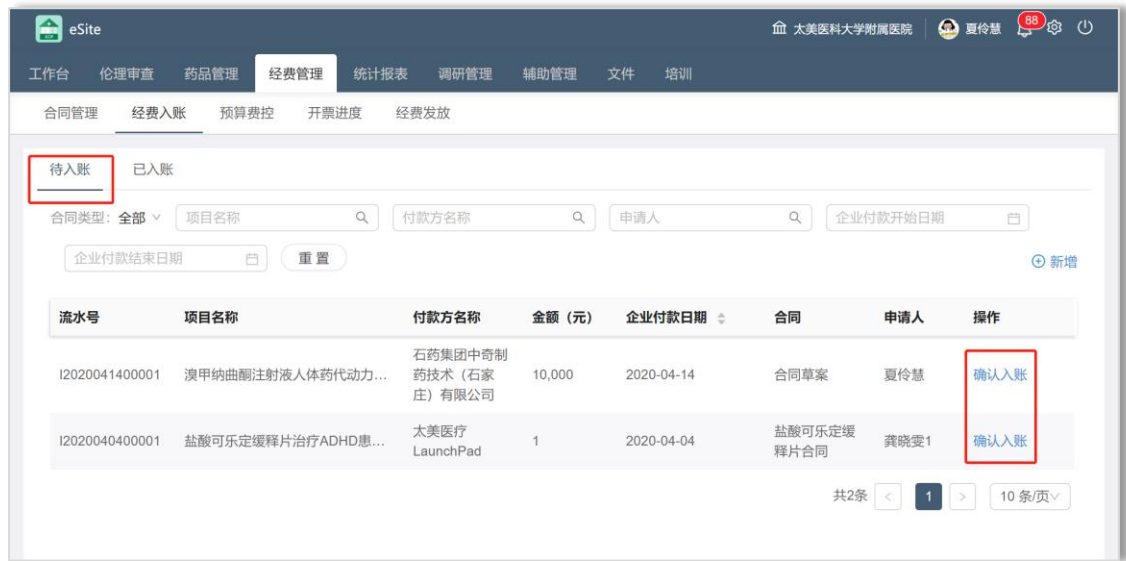 eSite
太美医科大学附属医院 夏伶慧 88
工作台 伦理审查 药品管理 经费管理 统计报表 调研管理 辅助管理 文件 培训
合同管理 经费入账 预算费控 开票进度 经费发放
待入账 已入账
合同类型: 全部 项目名称 付款方名称 申请人 企业付款开始日期
企业付款结束日期 重置 新增
流水号 项目名称 付款方名称 金额（元） 企业付款日期 合同 申请人 操作
石药集团中奇制
I2020041400001 溴甲纳曲酮注射液人体药代动力... 药技术（石家 10,000 2020-04-14 合同草案 夏伶慧 确认入账
庄）有限公司
I2020040400001 盐酸可乐定缓释片治疗ADHD患... 太美医疗 1 2020-04-04 盐酸可乐定缓 龚晓雯1 确认入账
LaunchPad 释片合同
共2条 < 1 > 10 条/页